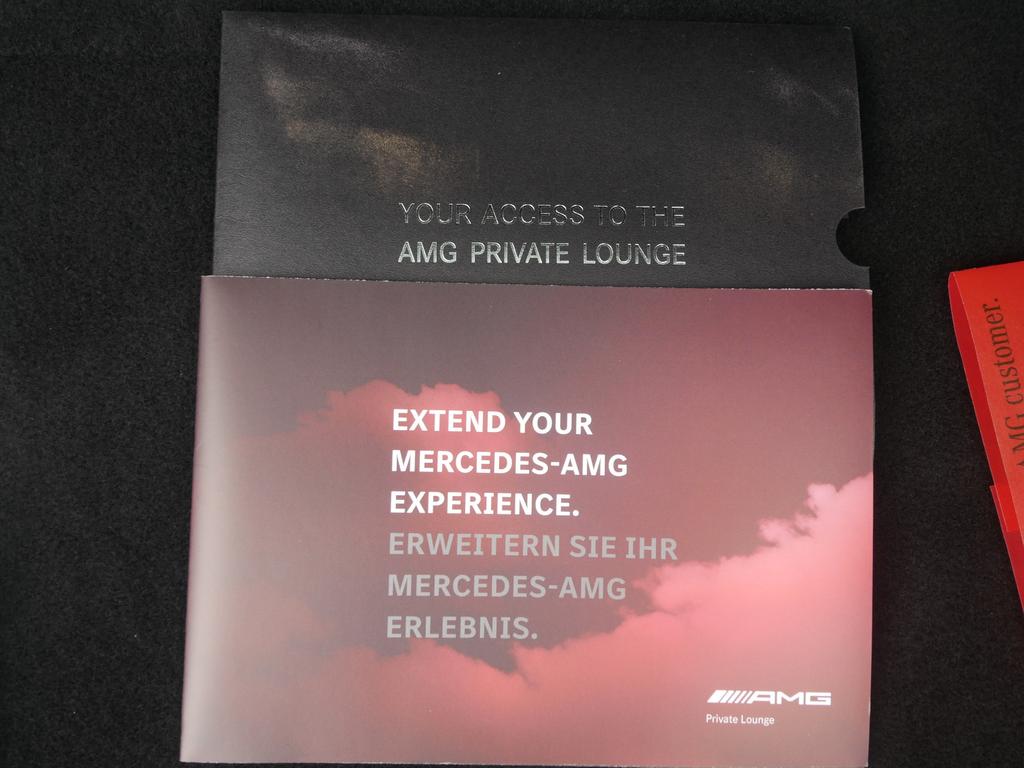 YOUR ACCESS TO THE
AMG PRIVATE LOUNGE
EXTEND YOUR
MERCEDES-AMG
EXPERIENCE.
ERWEITERN SIE IHR
MERCEDES-AMG
ERLEBNIS.
AMG
Private Lounge
AMG customer.